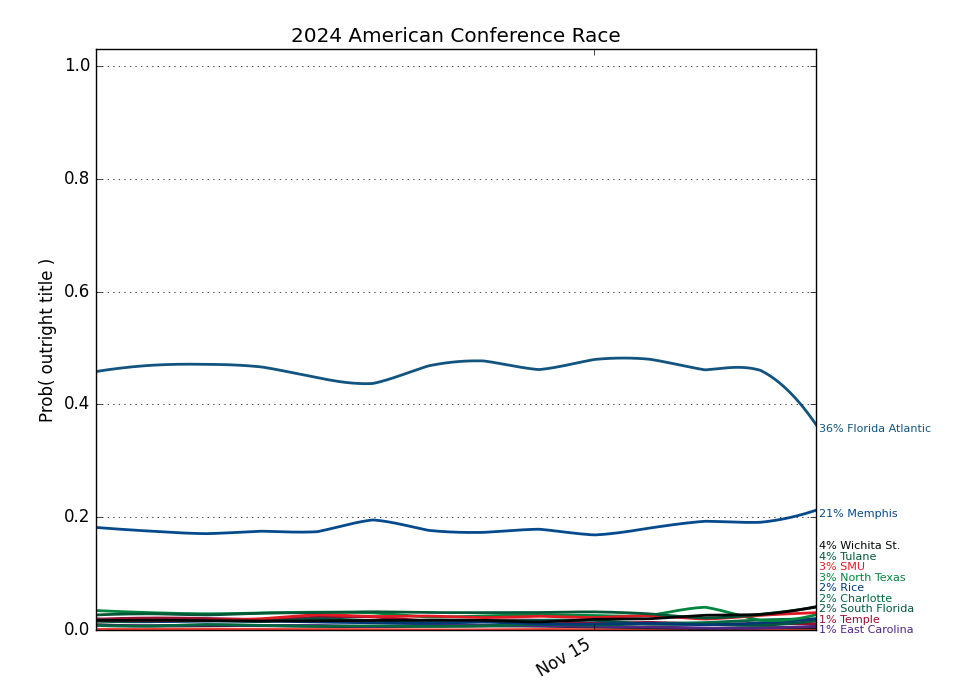 2024 American Conference Race
1.0
0.8
0.6
0.4
0.2
0.0
Prob( outright title )
Nov 15
36% Florida Atlantic
21% Memphis
4% Wichita St.
4% Tulane
3% SMU
3% North Texas
2% Rice
2% Charlotte
2% South Florida
1% Temple
1% East Carolina